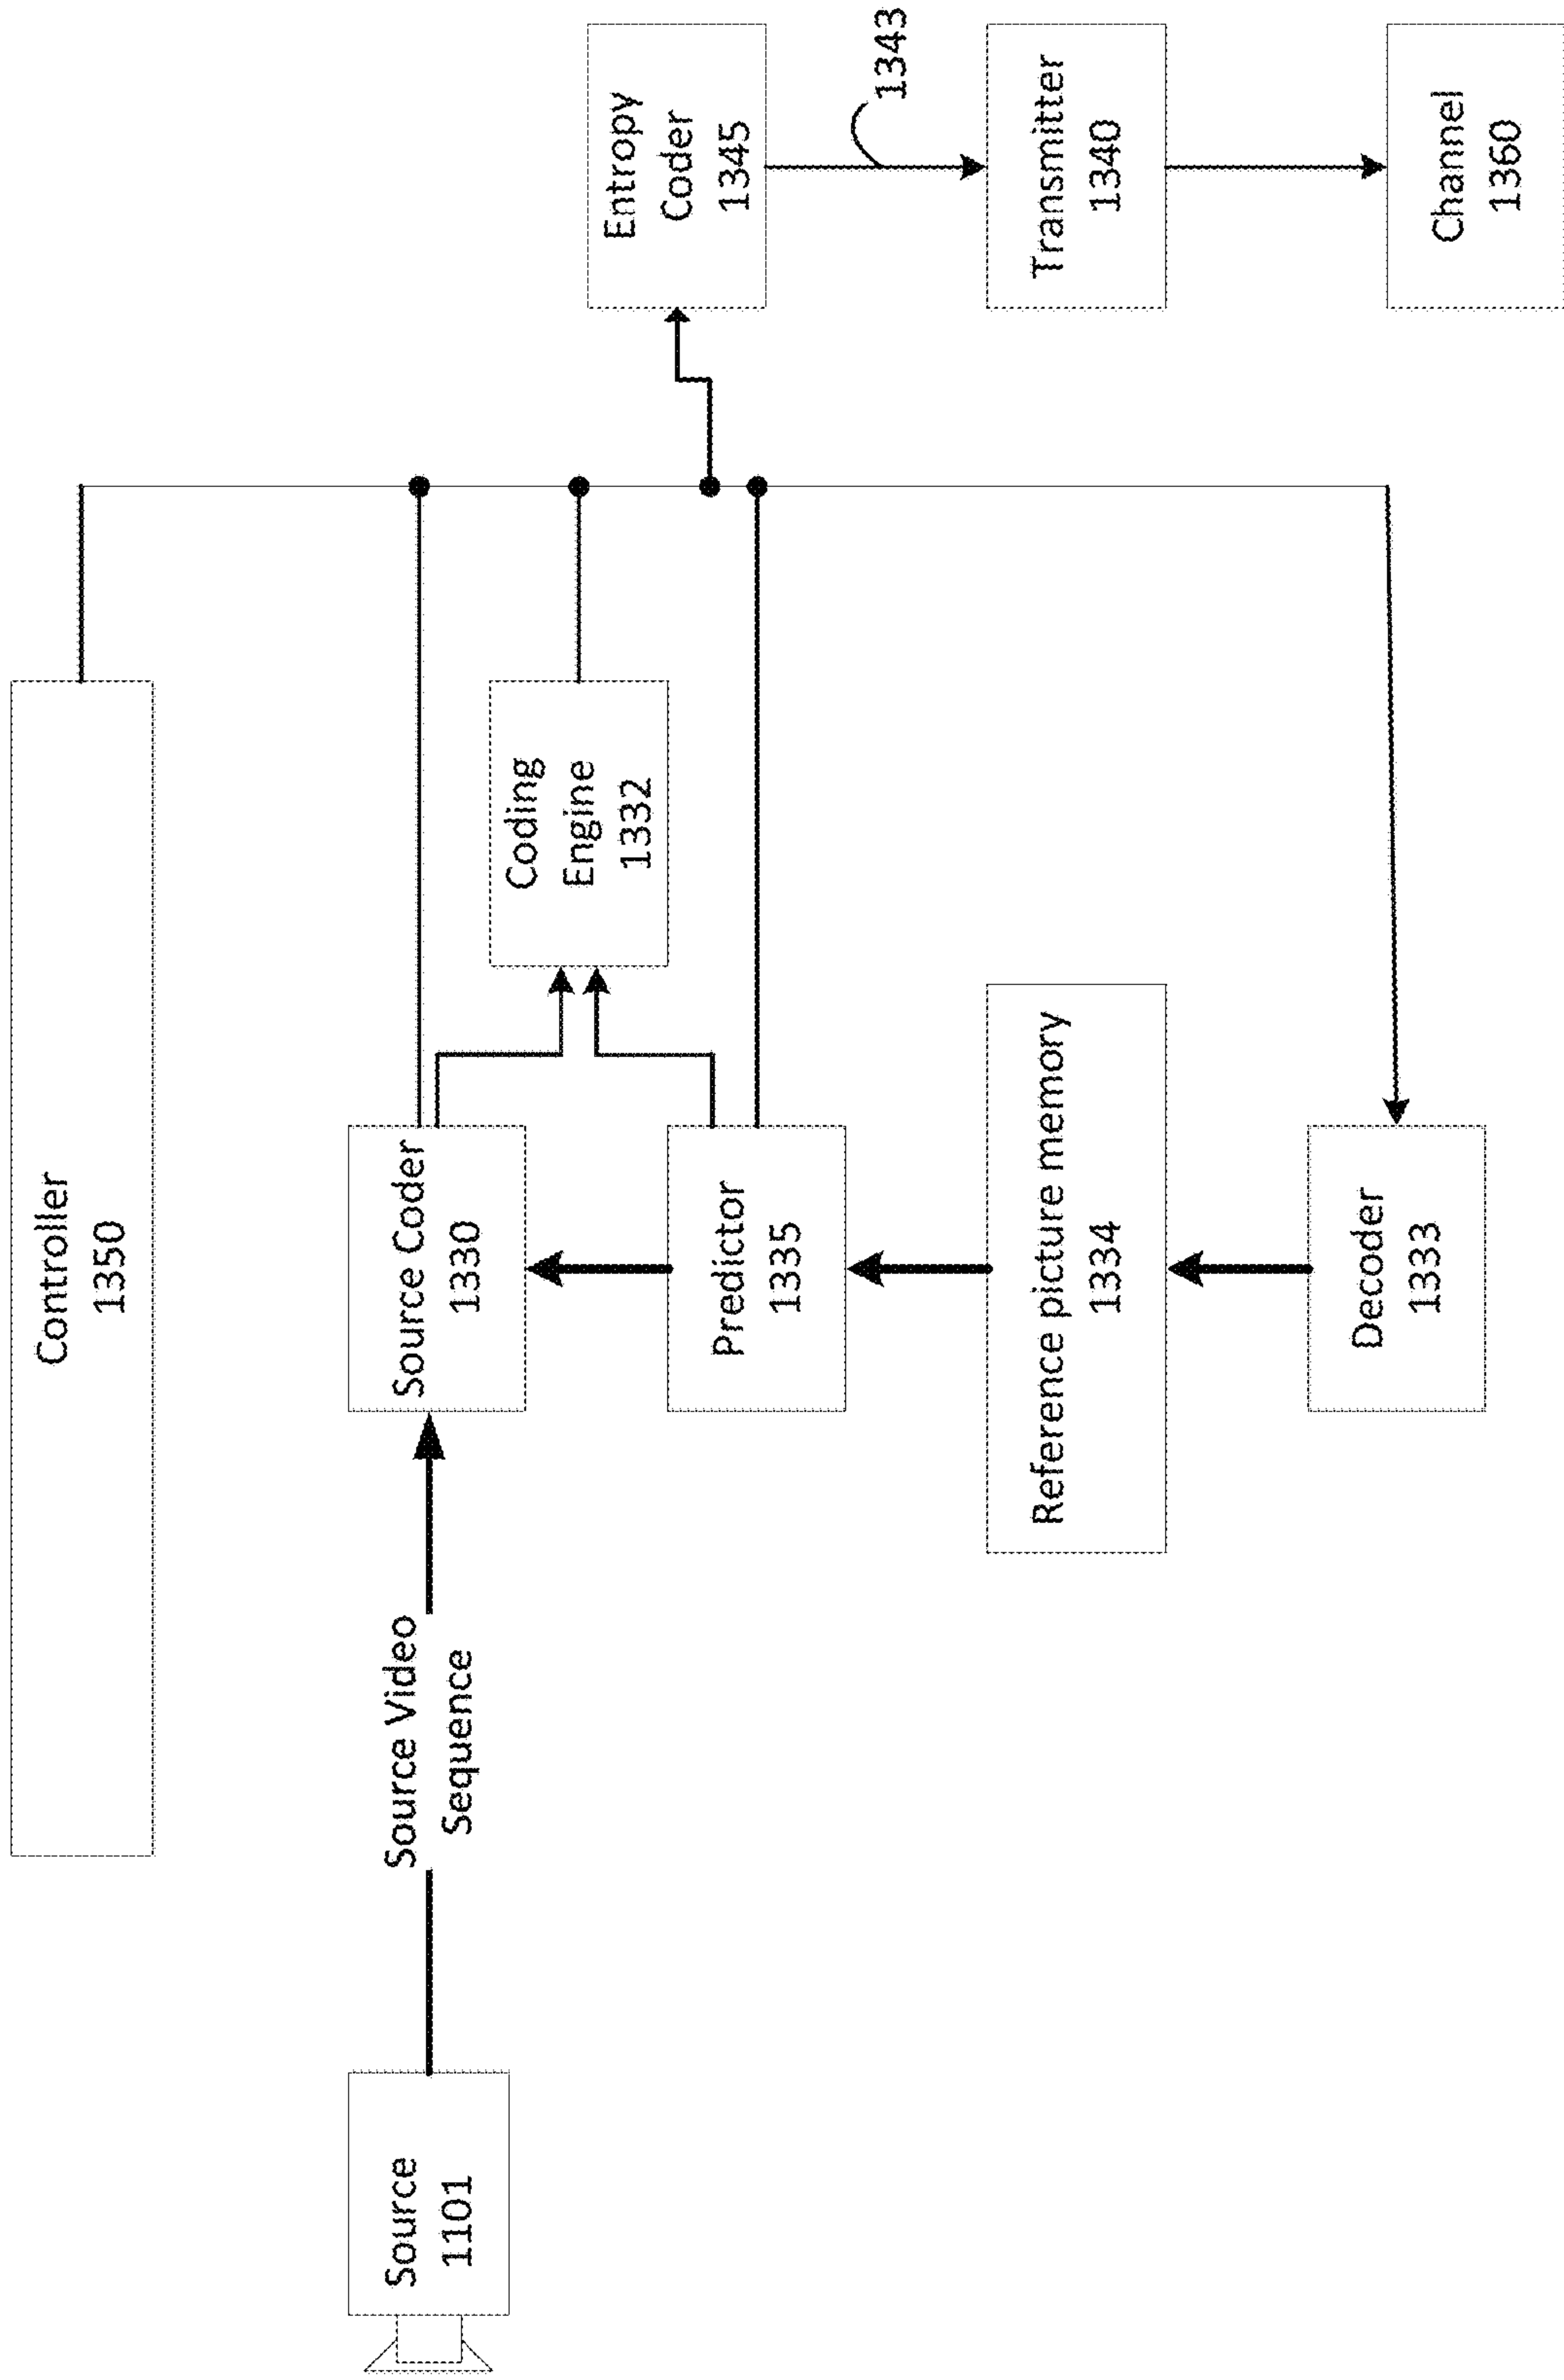 Controller
1350
Source
1101
Source Video
Sequence
Source Coder
1330
Coding
Engine
1332
Predictor
1335
Reference picture memory
1334
Decoder
1333
Entropy
Coder
1345
1343
Transmitter
1340
Channel
1360